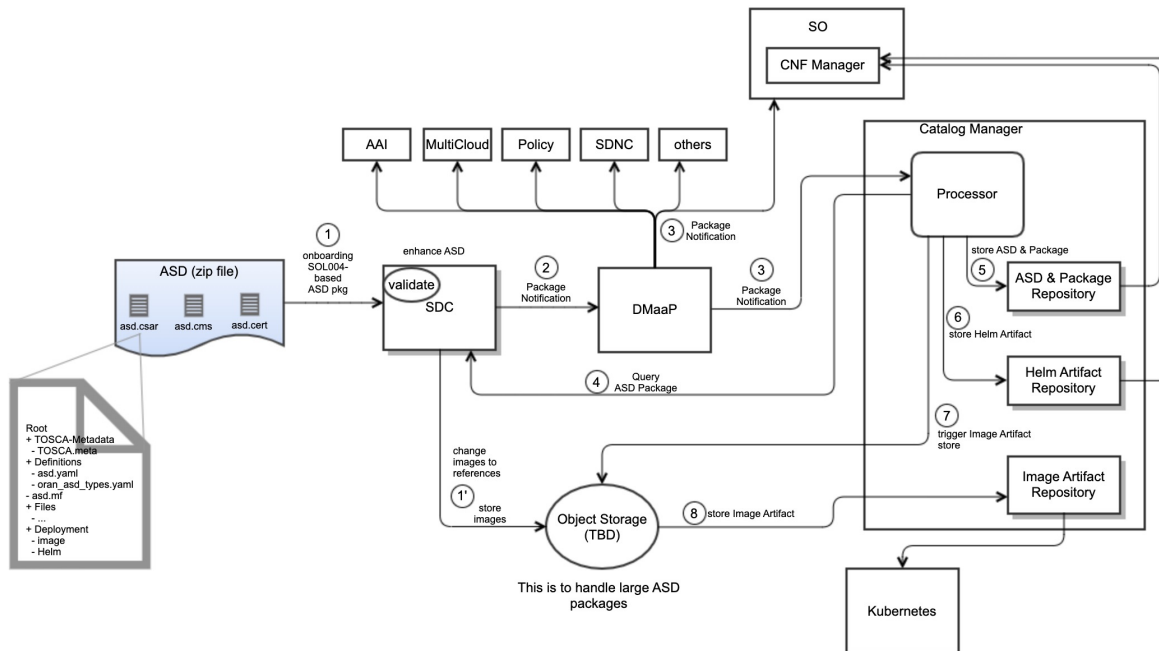 SO
CNF Manager
AAI
MultiCloud
Policy
SDNC
others
Catalog Manager
Processor
3
Package
Notification
1
onboarding
SOL004-
based
ASD pkg
enhance ASD
validate
SDC
2
Package
Notification
DMaaP
3
Package
Notification
store ASD & Package
5
ASD & Package
Repository
ASD (zip file)
asd.csar
asd.cms
asd.cert
6
store Helm Artifact
Helm Artifact
Repository
4
Query
ASD Package
7
trigger Image Artifact
store
Root
+ TOSCA-Metadata
- TOSCA.meta
+ Definitions
- asd.yaml
- oran_asd_types.yaml
- asd.mf
+ Files
- ...
+ Deployment
- image
- Helm
change
images to
references
1'
store
images
Object Storage
(TBD)
8
store Image Artifact
Image Artifact
Repository
This is to handle large ASD
packages
Kubernetes